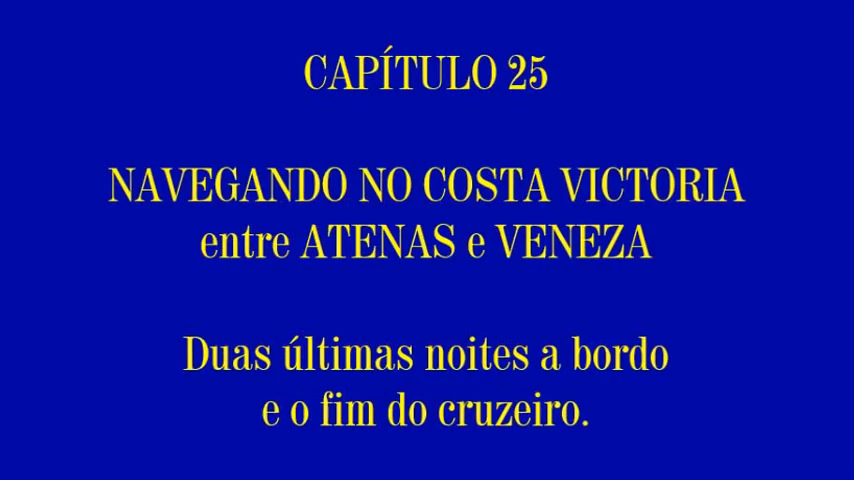 CAPÍTULO 25
NAVEGANDO NO COSTA VICTORIA
entre ATENAS e VENEZA
Duas últimas noites a bordo
e o fim do cruzeiro.